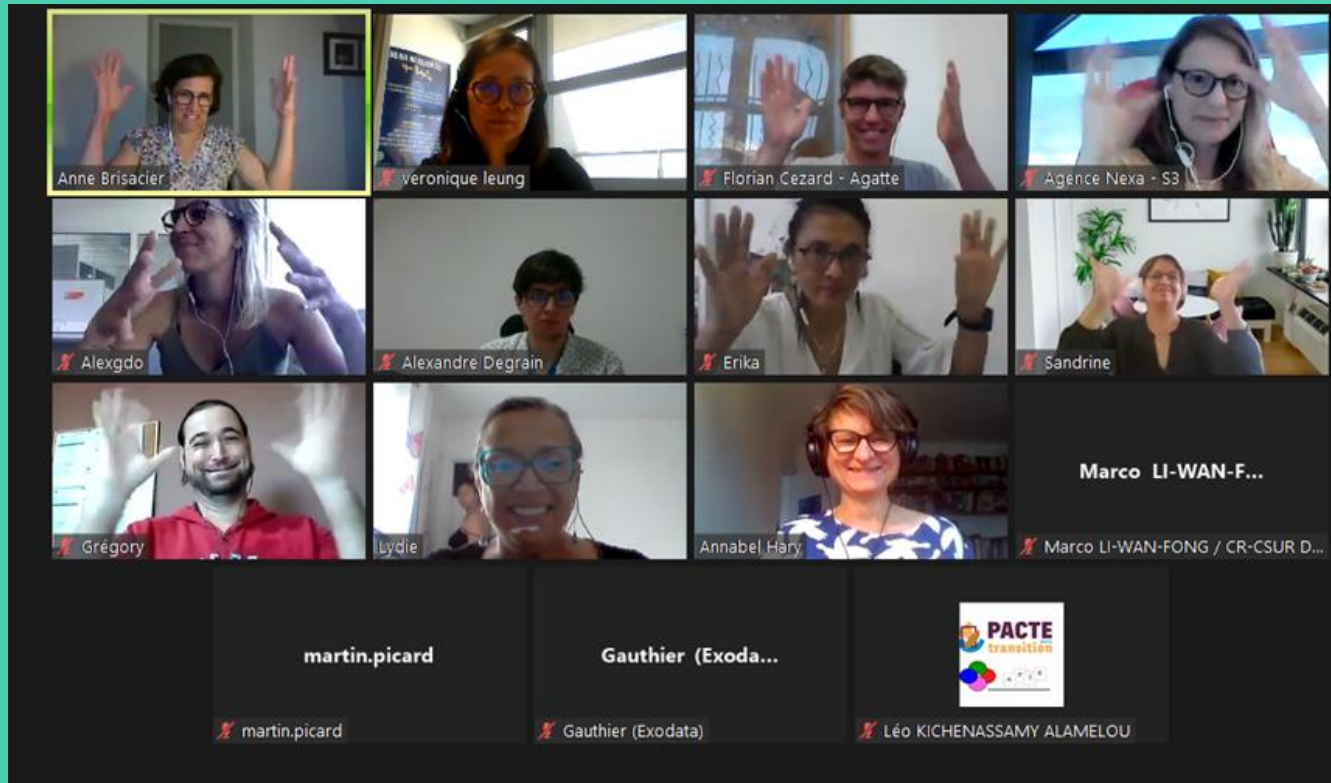 Anne Brisacier
veronique leung
Florian Cezard - Agatte
Agence Nexa - S3
Alexgdo
Alexandre Degrain
Erika
Sandrine
Grégory
Lydie
Annabel Hary
Marco LI-WAN-F...
Marco LI-WAN-FONG / CR-CSUR D...
martin.picard
martin.picard
Gauthier (Exoda...
Gauthier (Exodata)
PACTE
transition
Léo KICHENASSAMY ALAMELOU